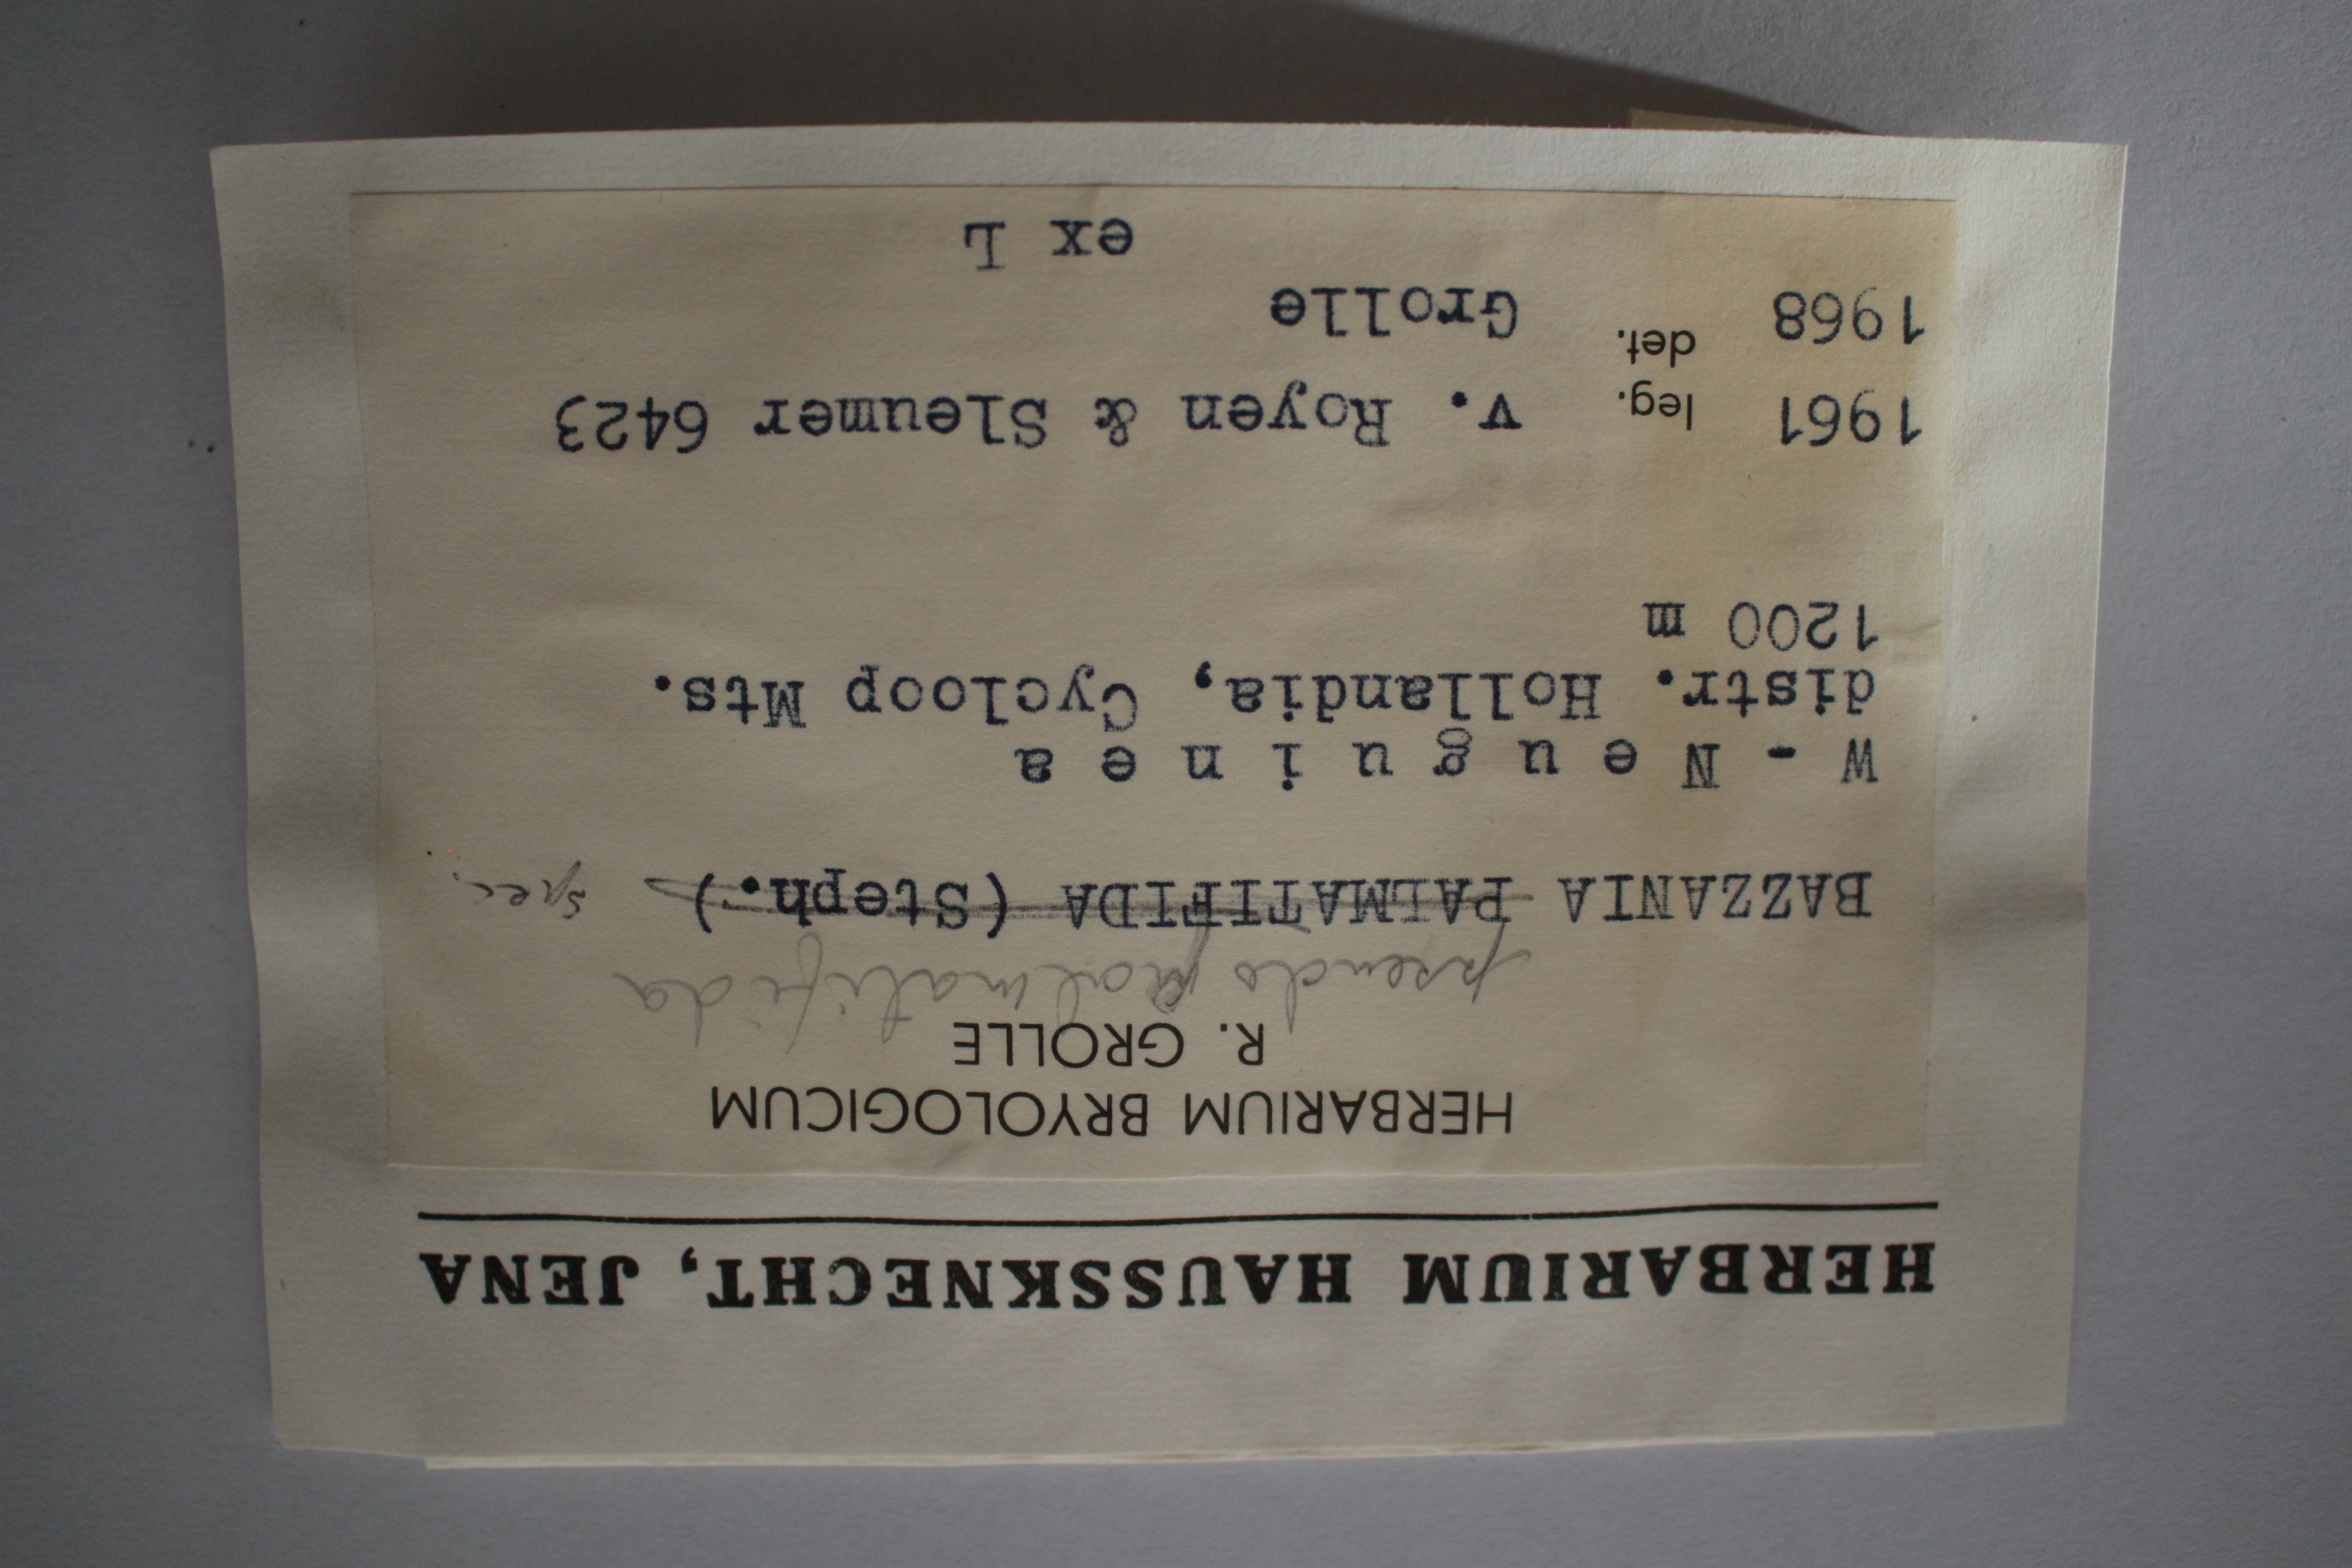 HERBARIUM HAUSSKNECHT, JENA
HERBARIUM BRYOLOGICUM
R. GROLLE
pseudopalmatifida
BAZZANIA PALMATIFIDA (Steph.) spec.
W - Neuguinea
distr. Hollandia, Cycloop Mts.
1200 m
1961 leg. v. Royen & Sleumer 6423
1968 det. Grolle
ex L